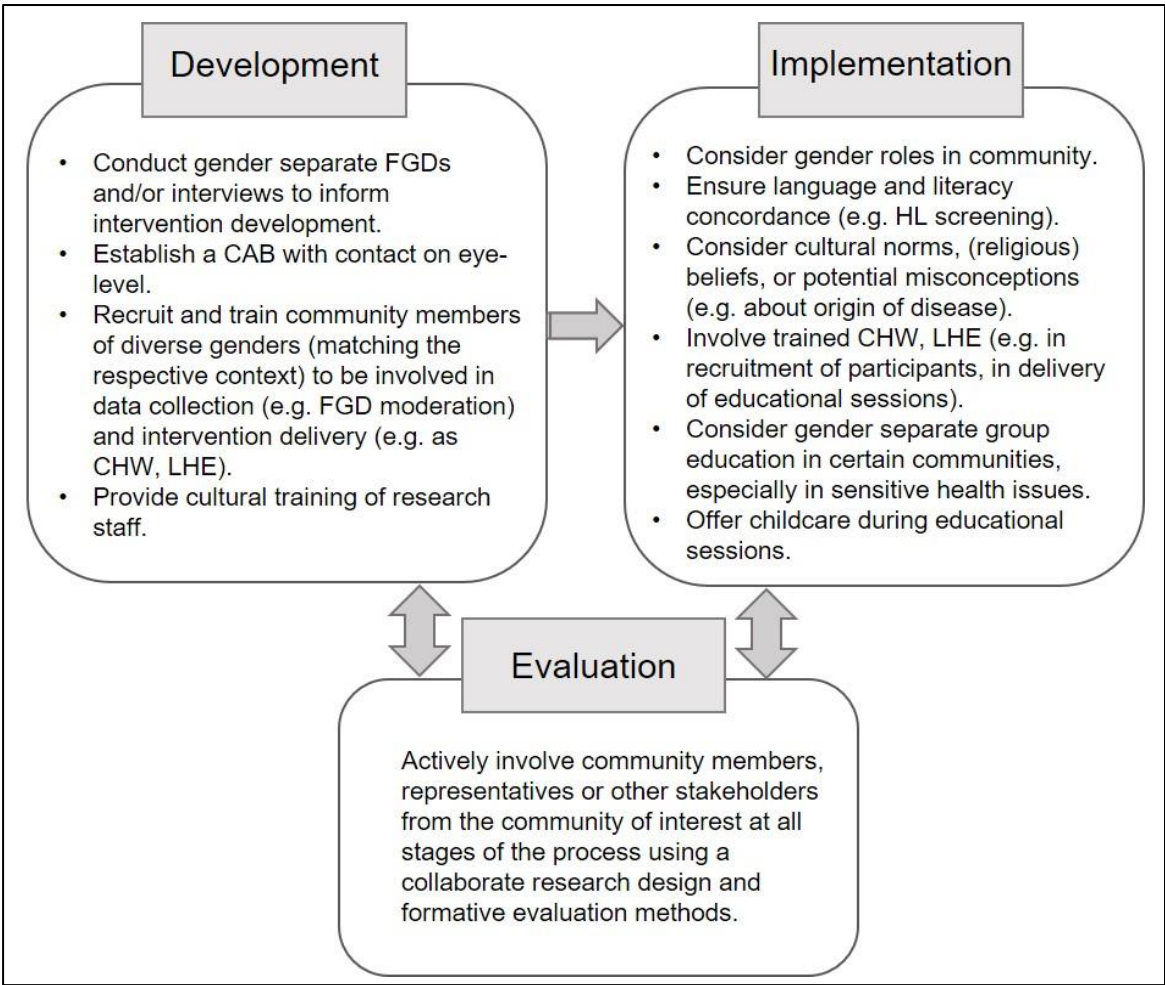 Development
• Conduct gender separate FGDs
and/or interviews to inform
intervention development.
• Establish a CAB with contact on eye-
level.
• Recruit and train community members
of diverse genders (matching the
respective context) to be involved in
data collection (e.g. FGD moderation)
and intervention delivery (e.g. as
CHW, LHE).
• Provide cultural training of research
staff.
Implementation
• Consider gender roles in community.
• Ensure language and literacy
concordance (e.g. HL screening).
• Consider cultural norms, (religious)
beliefs, or potential misconceptions
(e.g. about origin of disease).
• Involve trained CHW, LHE (e.g. in
recruitment of participants, in delivery
of educational sessions).
• Consider gender separate group
education in certain communities,
especially in sensitive health issues.
• Offer childcare during educational
sessions.
Evaluation
Actively involve community members,
representatives or other stakeholders
from the community of interest at all
stages of the process using a
collaborate research design and
formative evaluation methods.